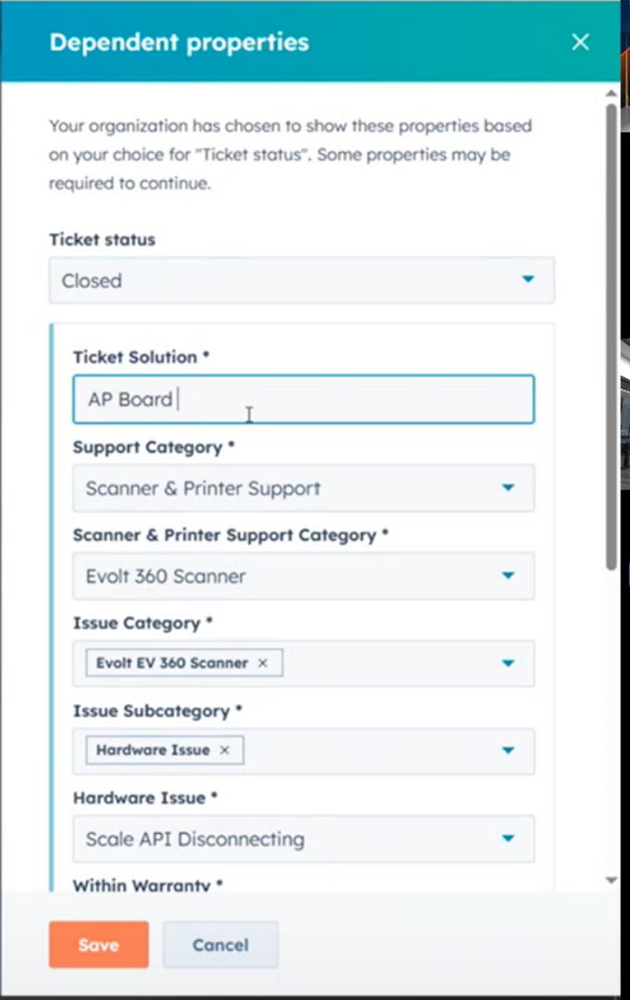 Dependent properties
Your organization has chosen to show these properties based
on your choice for "Ticket status". Some properties may be
required to continue.
Ticket status
Closed
Ticket Solution *
AP Board
Support Category *
Scanner & Printer Support
Scanner & Printer Support Category *
Evolt 360 Scanner
Issue Category *
Evolt EV 360 Scanner ×
Issue Subcategory *
Hardware Issue ×
Hardware Issue *
Scale API Disconnecting
Within Warranty *
Save Cancel